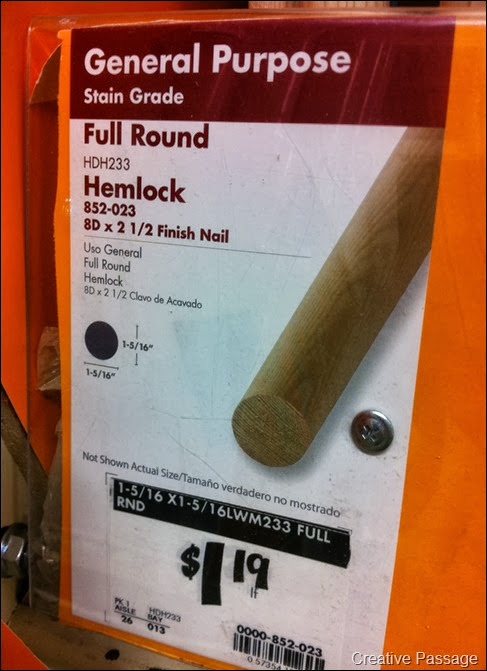 General Purpose
Stain Grade
Full Round
HDH233
Hemlock
852-023
8D x 2 1/2 Finish Nail
Uso General
Full Round
Hemlock
8D x 2 1/2 Clavo de Acavado
1-5/16"
1-5/16"
Not Shown Actual Size/Tamaño verdadero no mostrado
1-5/16 X1-5/16LWM233 FULL
RND
$1.19
lf
PK 1 HDH233
AISLE BAY
26 013
0000-852-023
Creative Passage